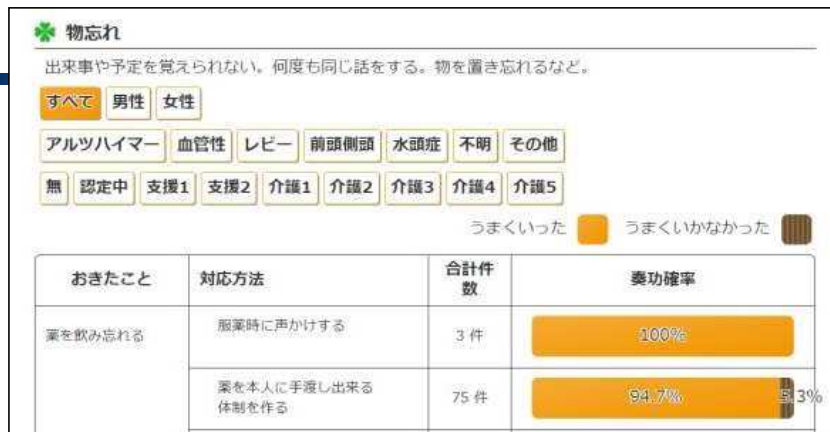 物忘れ
出来事や予定を覚えられない。何度も同じ話をする。物を置き忘れるなど。
すべて 男性 女性
アルツハイマー 血管性 レビー 前頭側頭 水頭症 不明 その他
無 認定中 支援1 支援2 介護1 介護2 介護3 介護4 介護5
うまくいった うまくいかなかった
おきたこと 対応方法 合計件数 奏功確率
薬を飲み忘れる 服薬時に声かけする 3 件 100%
薬を本人に手渡し出来る
体制を作る 75 件 94.7% 5.3%